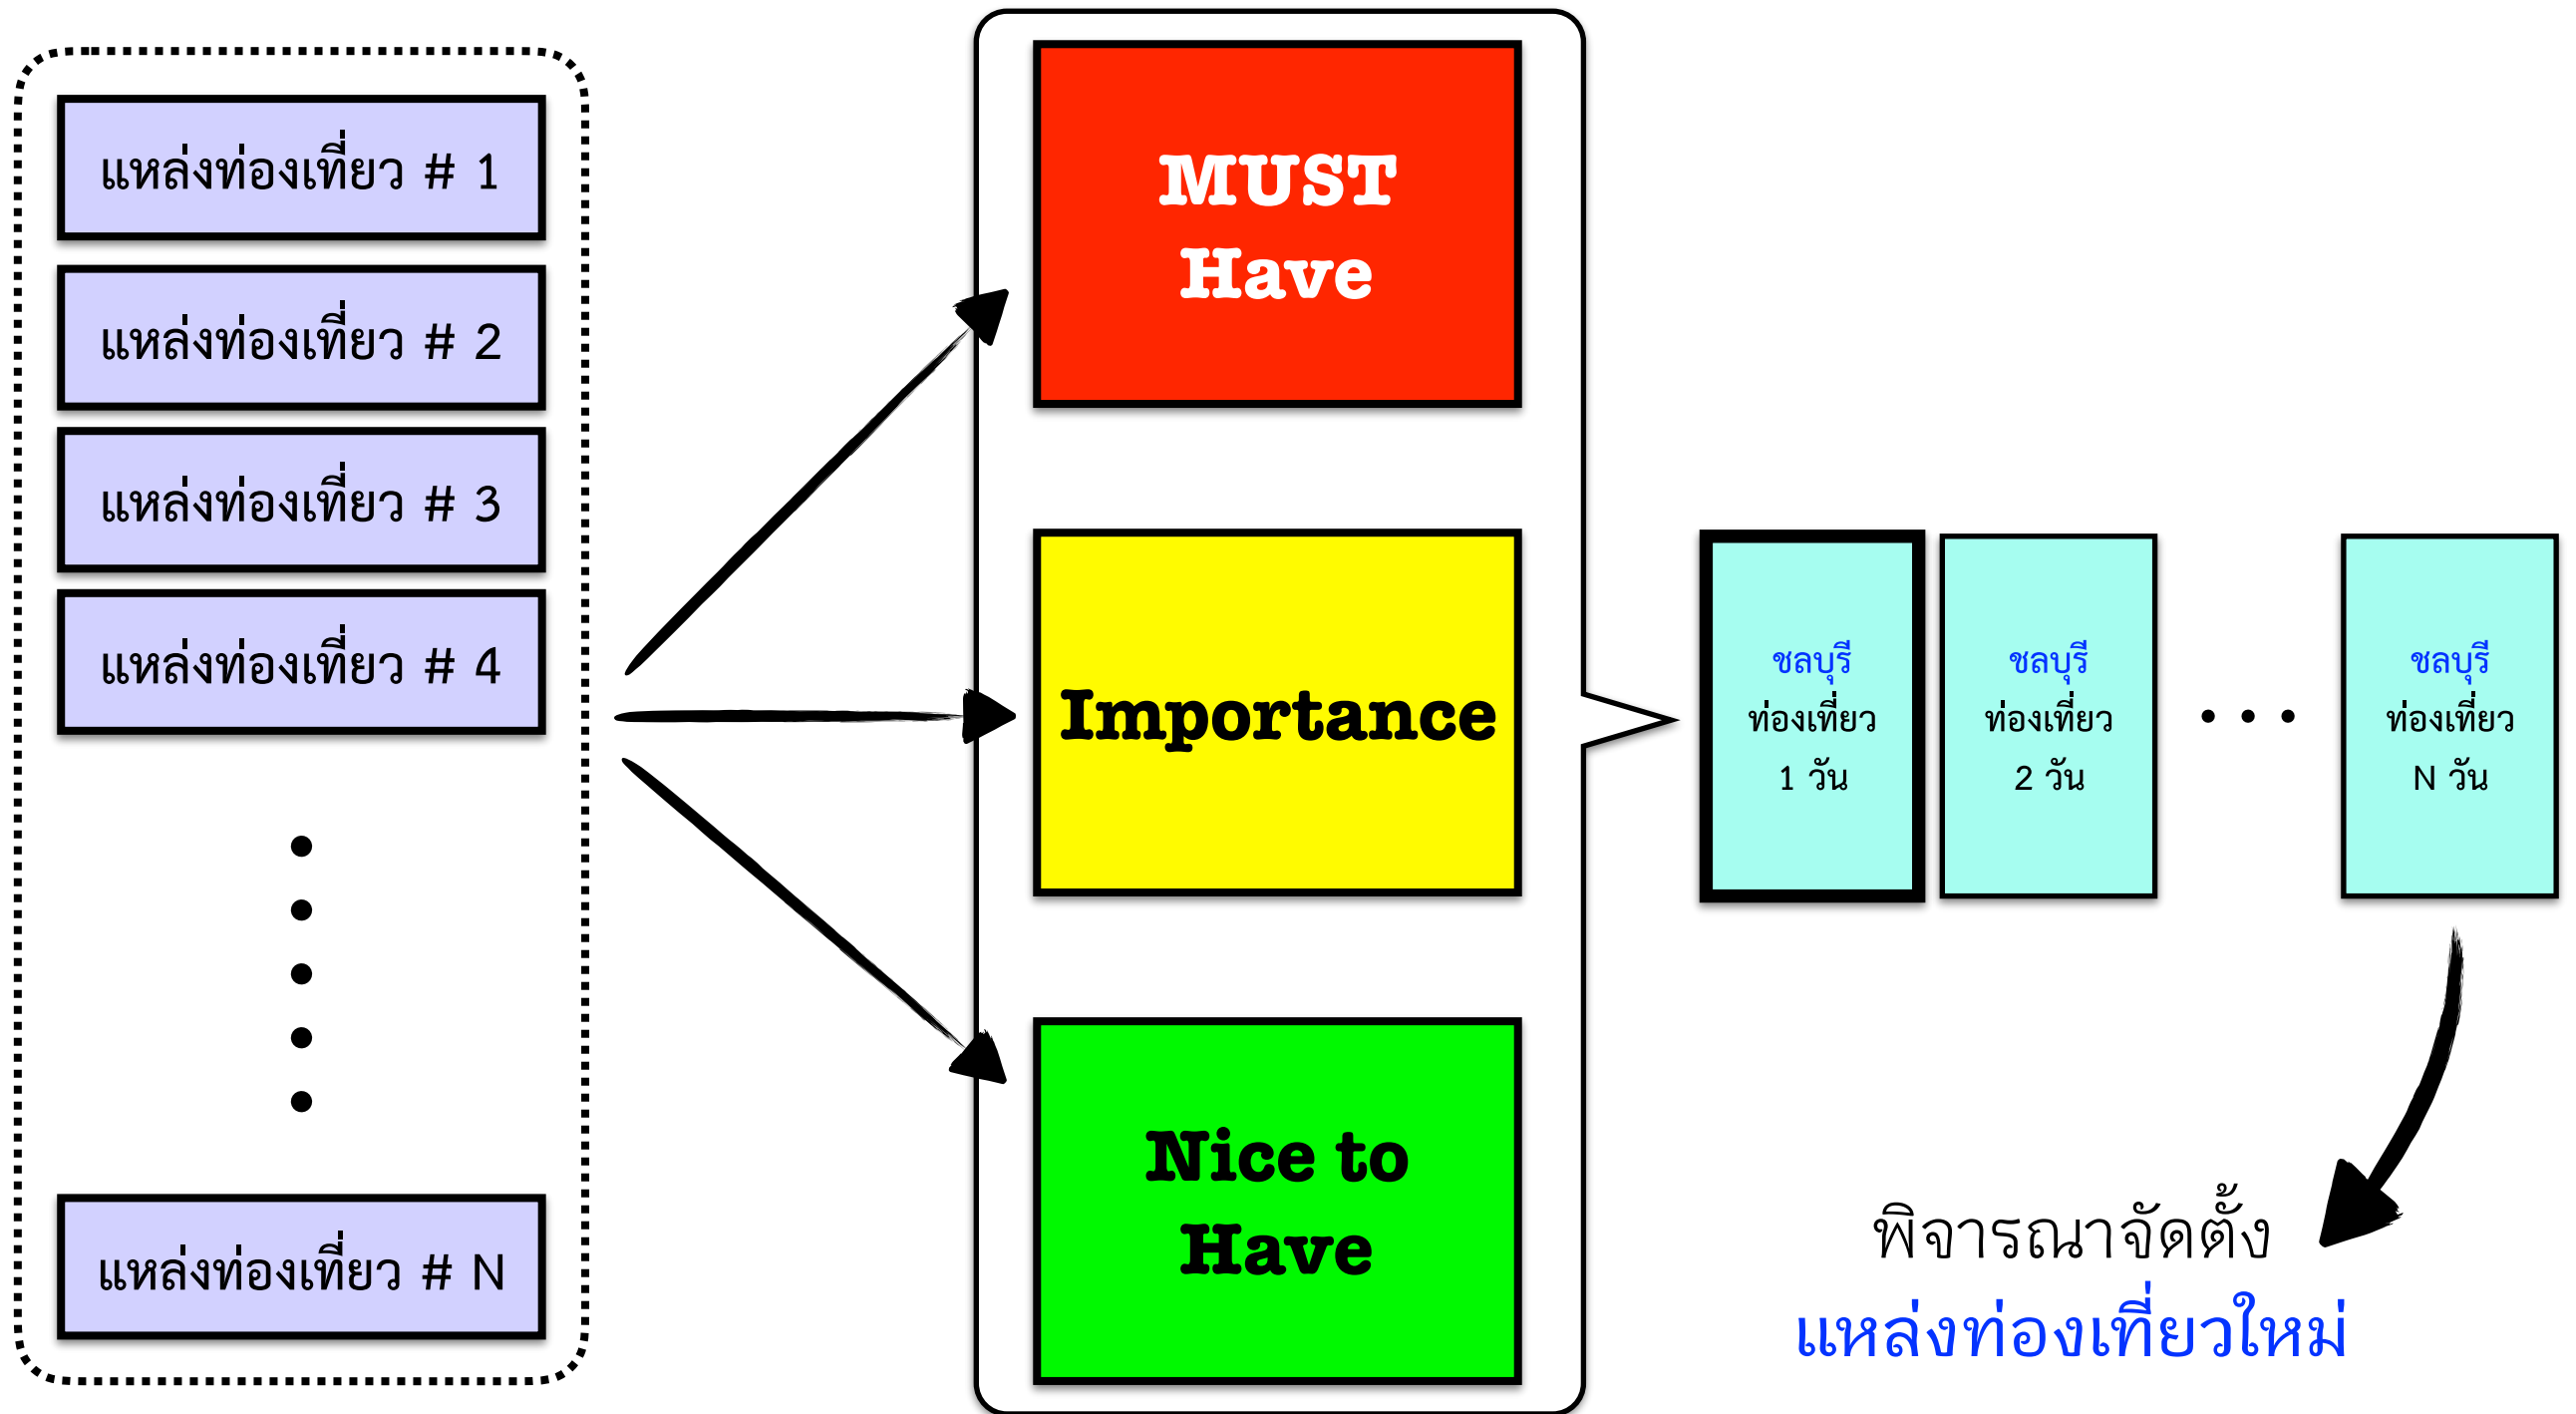 แหล่งท่องเที่ยว # 1
แหล่งท่องเที่ยว # 2
แหล่งท่องเที่ยว # 3
แหล่งท่องเที่ยว # 4
แหล่งท่องเที่ยว # N
MUST
Have
Importance
Nice to
Have
ชลบุรี
ท่องเที่ยว
1 วัน
ชลบุรี
ท่องเที่ยว
2 วัน
ชลบุรี
ท่องเที่ยว
N วัน
พิจารณาจัดตั้ง
แหล่งท่องเที่ยวใหม่